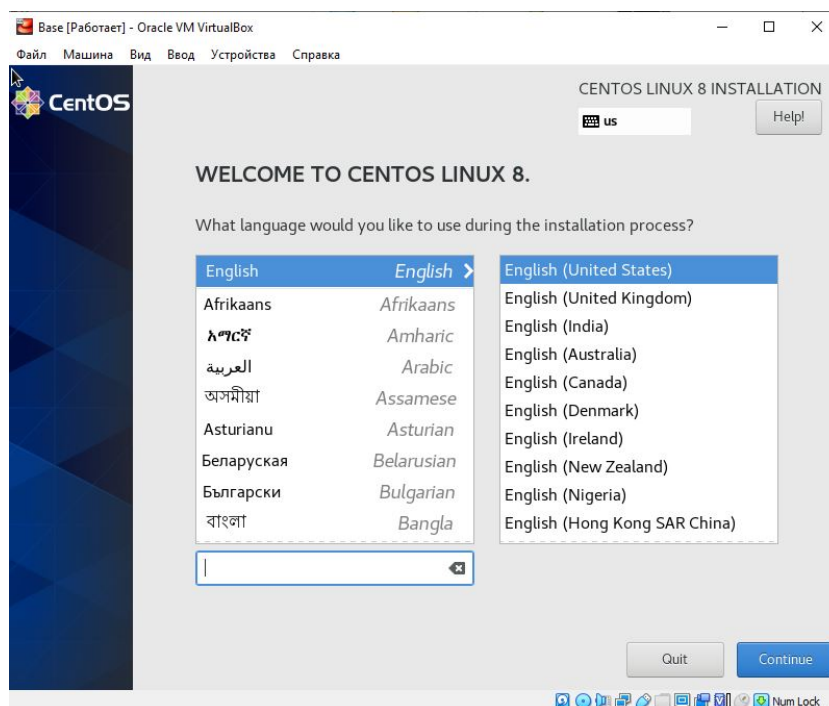 Base [Работает] - Oracle VM VirtualBox
Файл Машина Вид Ввод Устройства Справка
CentOS
CENTOS LINUX 8 INSTALLATION
us
Help!
WELCOME TO CENTOS LINUX 8.
What language would you like to use during the installation process?
English English
Afrikaans Afrikaans
አማርኛ Amharic
العربية Arabic
অসমীয়া Assamese
Asturianu Asturian
Беларуская Belarusian
Български Bulgarian
বাংলা Bangla
English (United States)
English (United Kingdom)
English (India)
English (Australia)
English (Canada)
English (Denmark)
English (Ireland)
English (New Zealand)
English (Nigeria)
English (Hong Kong SAR China)
Quit Continue
Num Lock